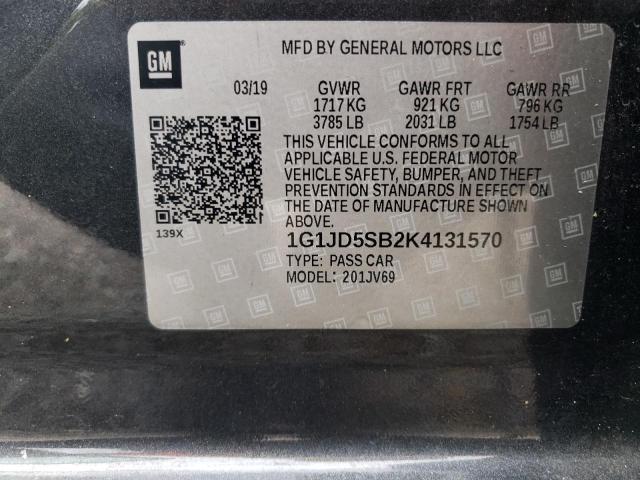 GM
MFD BY GENERAL MOTORS LLC
03/19 GVWR GAWR FRT GAWR RR
1717 KG 921 KG 796 KG
3785 LB 2031 LB 1754 LB
THIS VEHICLE CONFORMS TO ALL
APPLICABLE U.S. FEDERAL MOTOR
VEHICLE SAFETY, BUMPER, AND THEFT
PREVENTION STANDARDS IN EFFECT ON
THE DATE OF MANUFACTURE SHOWN
ABOVE.
139X
1G1JD5SB2K4131570
TYPE: PASS CAR
MODEL: 201JV69